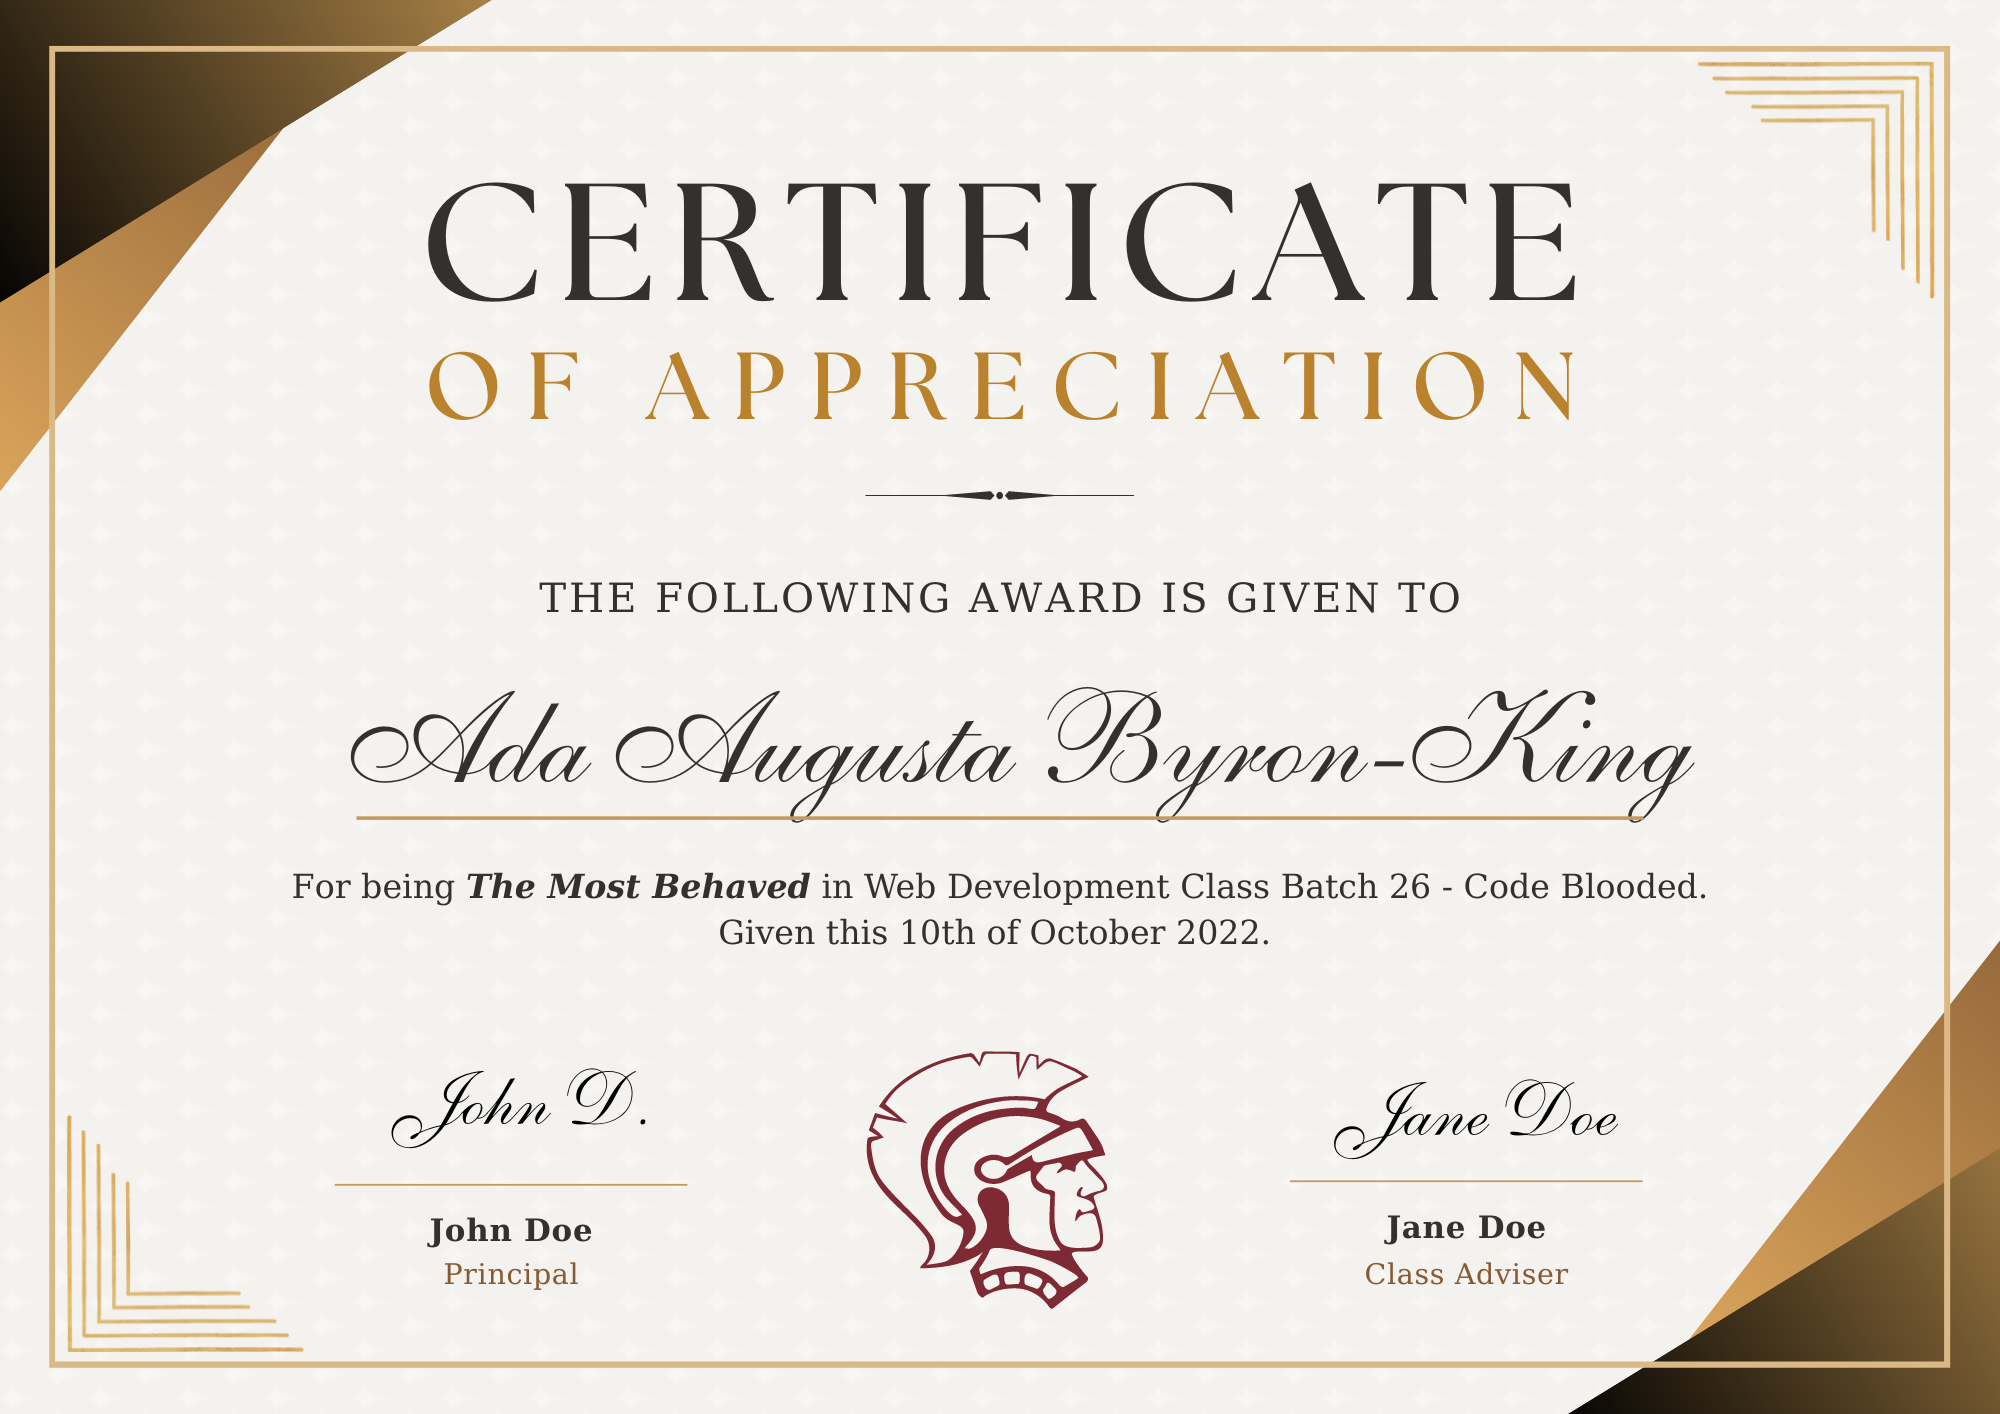 CERTIFICATE
OF APPRECIATION
THE FOLLOWING AWARD IS GIVEN TO
Ada Augusta Byron-King
For being The Most Behaved in Web Development Class Batch 26 - Code Blooded.
Given this 10th of October 2022.
John D.
John Doe
Principal
Jane Doe
Jane Doe
Class Adviser